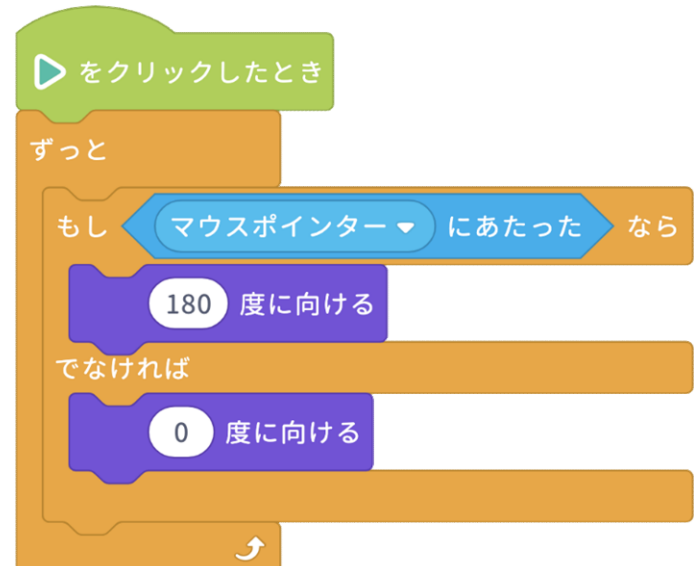 をクリックしたとき
ずっと
もし マウスポインター にあたった なら
180 度に向ける
でなければ
0 度に向ける